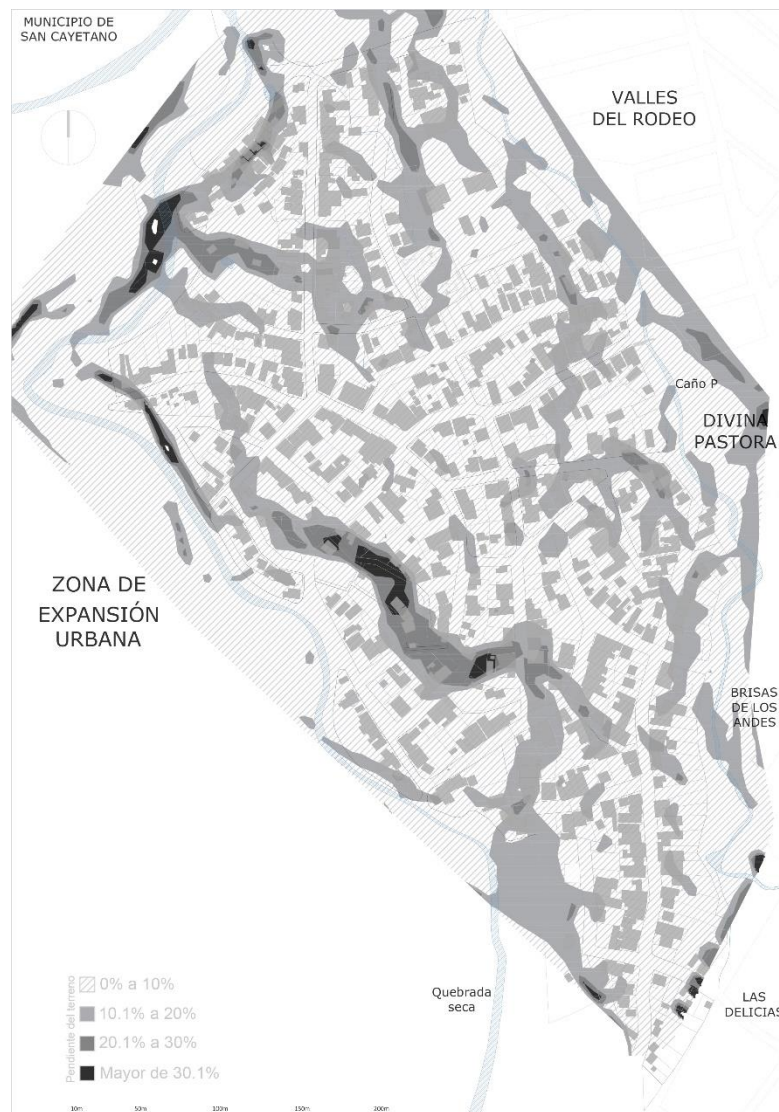 MUNICIPIO DE
SAN CAYETANO
VALLES
DEL RODEO
Caño P
DIVINA
PASTORA
ZONA DE
EXPANSIÓN
URBANA
BRISAS
DE LOS
ANDES
Quebrada
seca
LAS
DELICIAS
Pendiente del terreno
0% a 10%
10.1% a 20%
20.1% a 30%
Mayor de 30.1%
10m 50m 100m 150m 200m